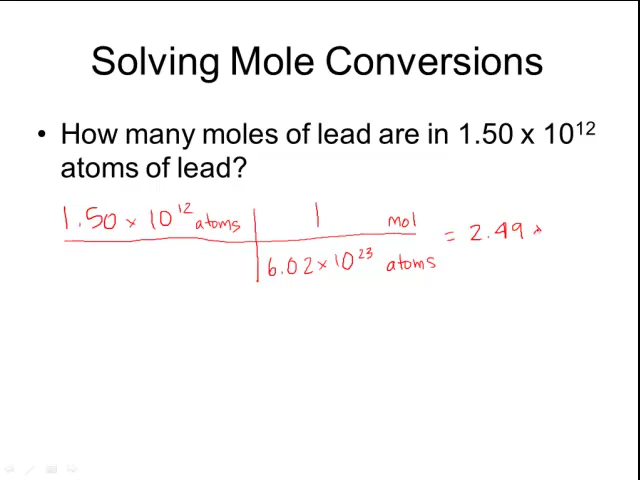 Solving Mole Conversions
• How many moles of lead are in 1.50 x 10¹²
atoms of lead?
1.50 × 10¹² atoms | 1 mol
6.02 × 10²³ atoms = 2.49 ×